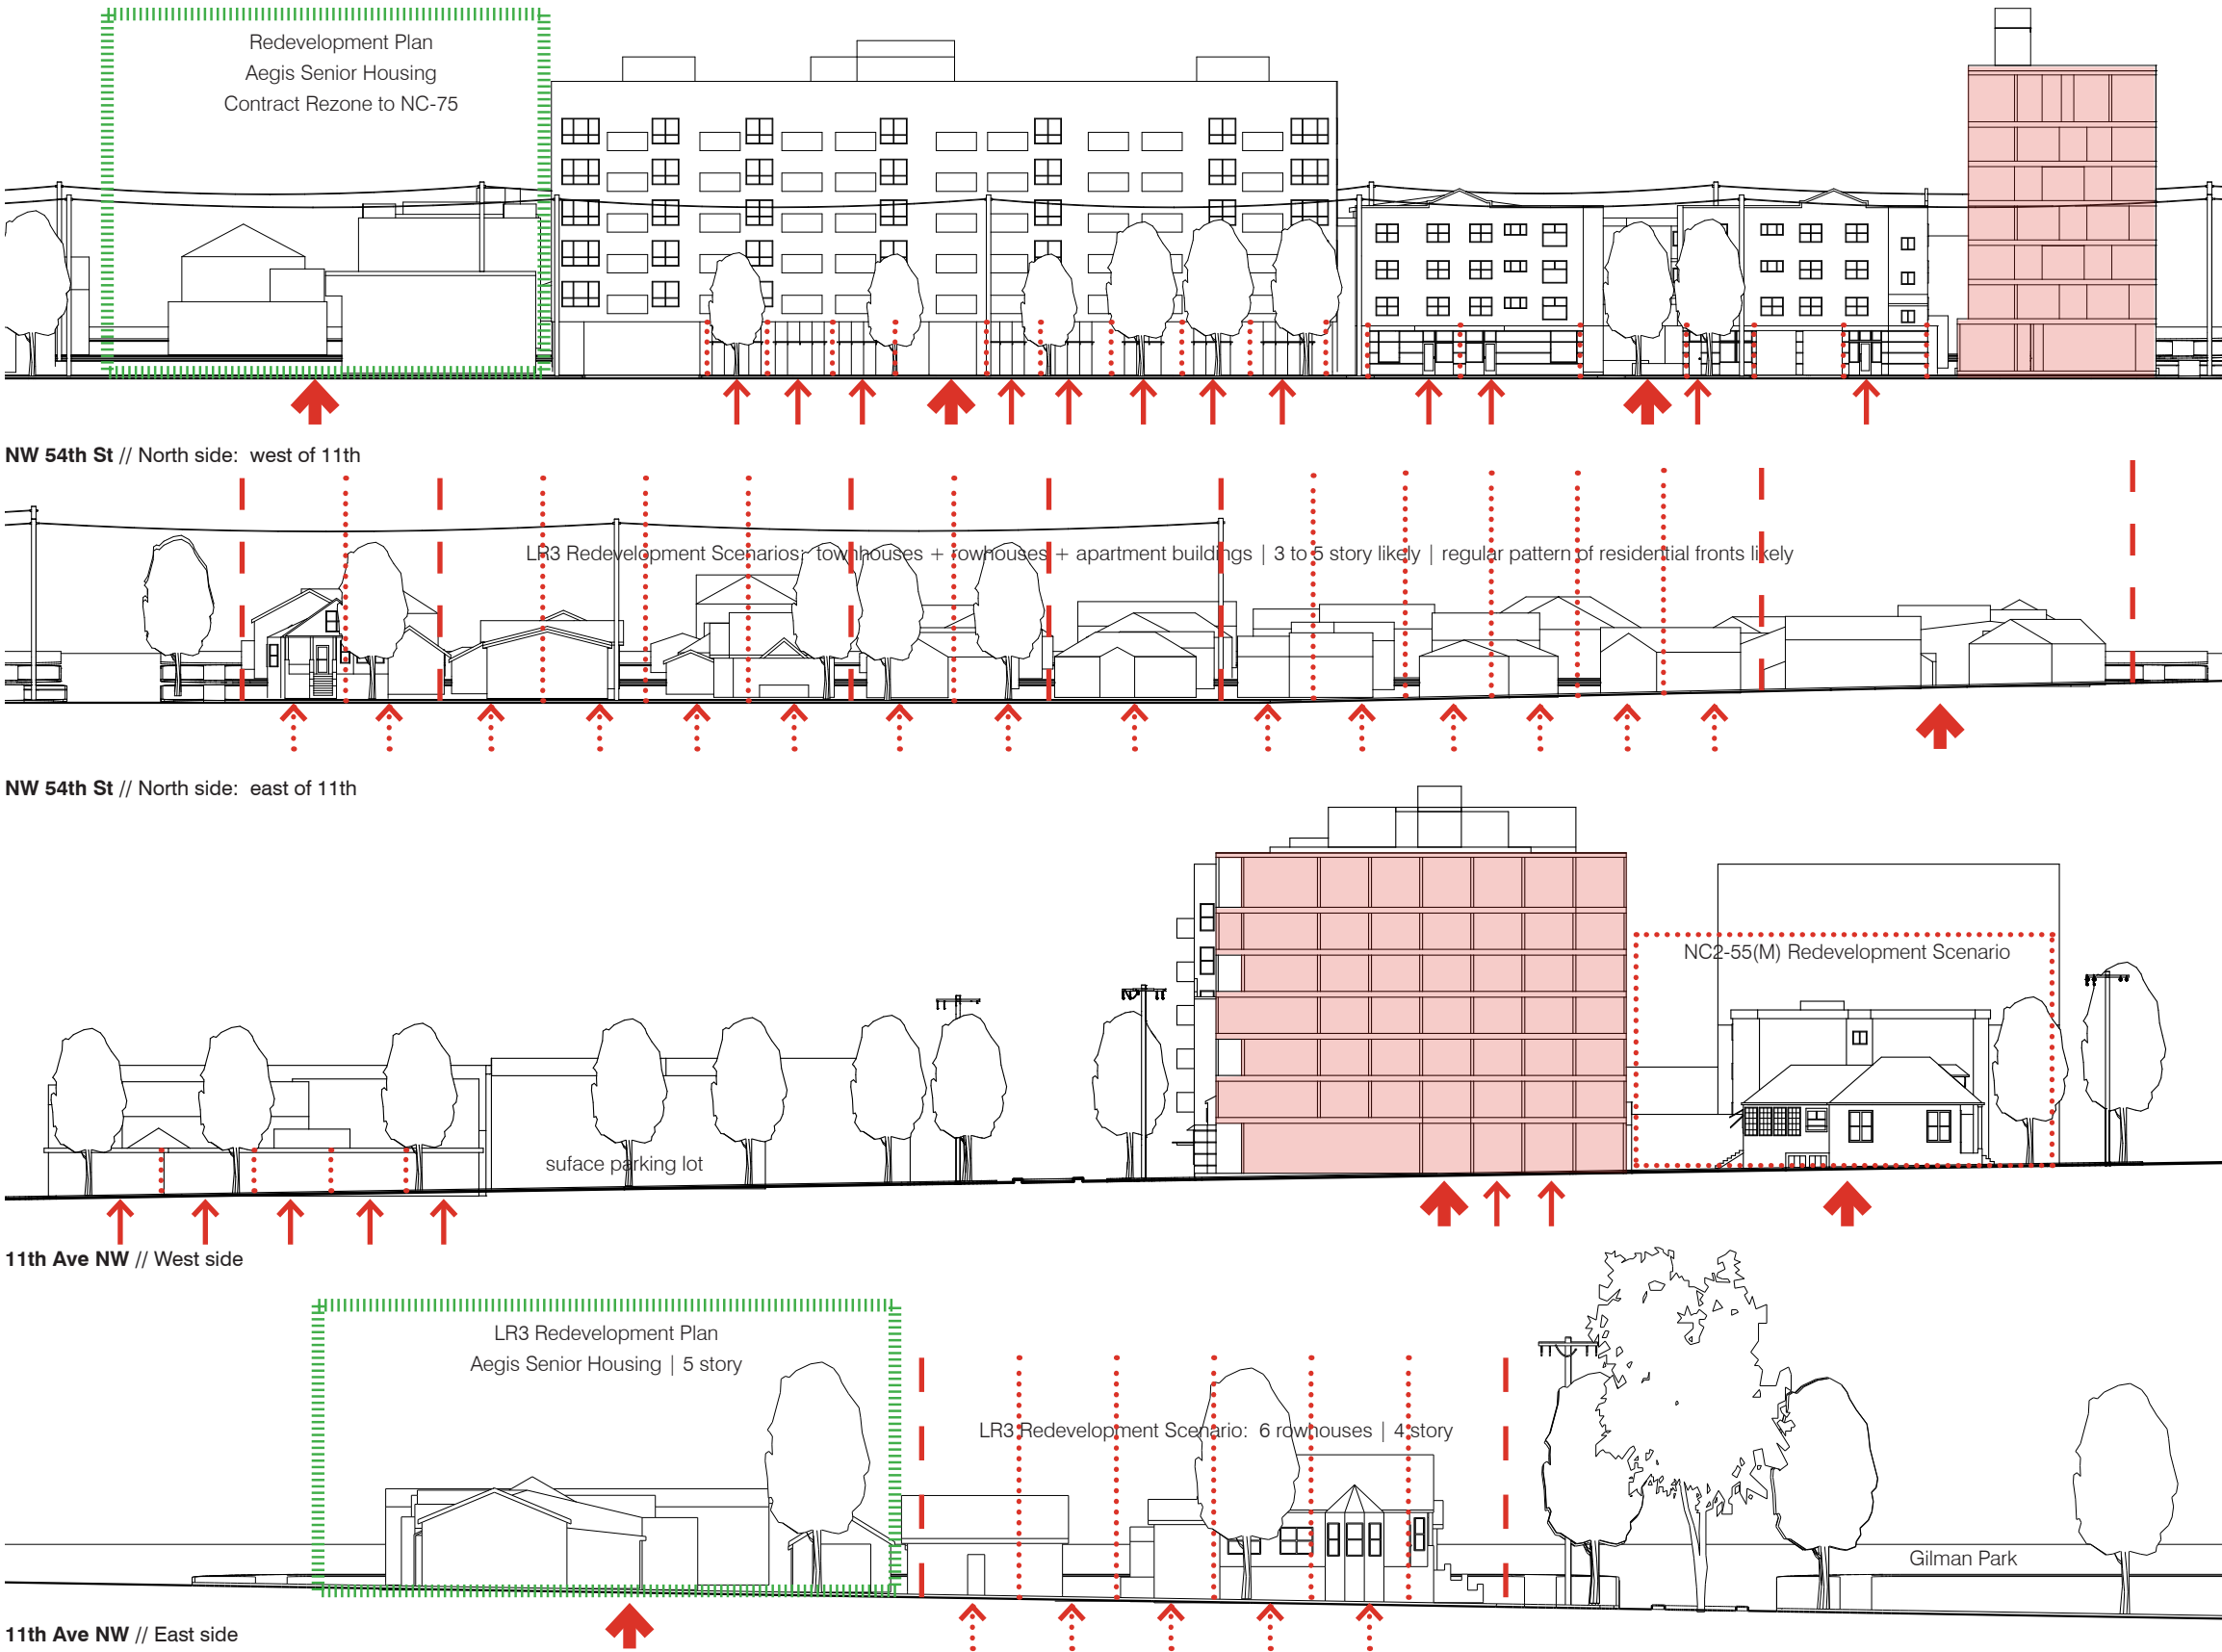 Redevelopment Plan
Aegis Senior Housing
Contract Rezone to NC-75
NW 54th St // North side: west of 11th
LR3 Redevelopment Scenarios: townhouses + rowhouses + apartment buildings | 3 to 5 story likely | regular pattern of residential fronts likely
NW 54th St // North side: east of 11th
NC2-55(M) Redevelopment Scenario
suface parking lot
11th Ave NW // West side
LR3 Redevelopment Plan
Aegis Senior Housing | 5 story
LR3 Redevelopment Scenario: 6 rowhouses | 4 story
Gilman Park
11th Ave NW // East side